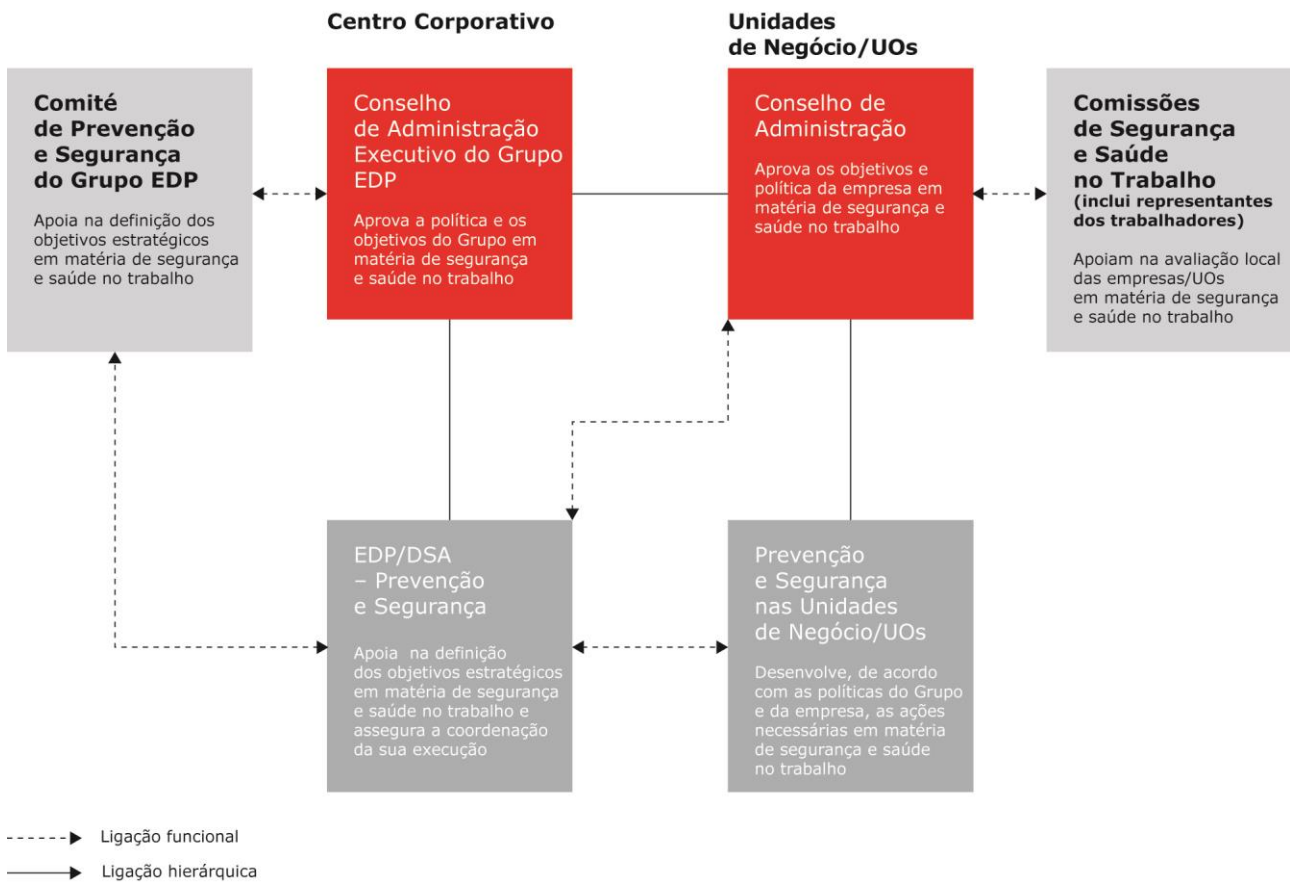 Centro Corporativo
Unidades
de Negócio/UOs
Comité
de Prevenção
e Segurança
do Grupo EDP
Apoia na definição dos
objetivos estratégicos
em matéria de segurança
e saúde no trabalho
Conselho
de Administração
Executivo do Grupo
EDP
Aprova a política e os
objetivos do Grupo em
matéria de segurança
e saúde no trabalho
Conselho de
Administração
Aprova os objetivos e
política da empresa em
matéria de segurança e
saúde no trabalho
Comissões
de Segurança
e Saúde
no Trabalho
(inclui representantes
dos trabalhadores)
Apoiam na avaliação local
das empresas/UOs
em matéria de segurança
e saúde no trabalho
EDP/DSA
– Prevenção
e Segurança
Apoia na definição
dos objetivos estratégicos
em matéria de segurança
e saúde no trabalho e
assegura a coordenação
da sua execução
Prevenção
e Segurança
nas Unidades
de Negócio/UOs
Desenvolve, de acordo
com as políticas do Grupo
e da empresa, as ações
necessárias em matéria
de segurança e saúde
no trabalho
Ligação funcional
Ligação hierárquica